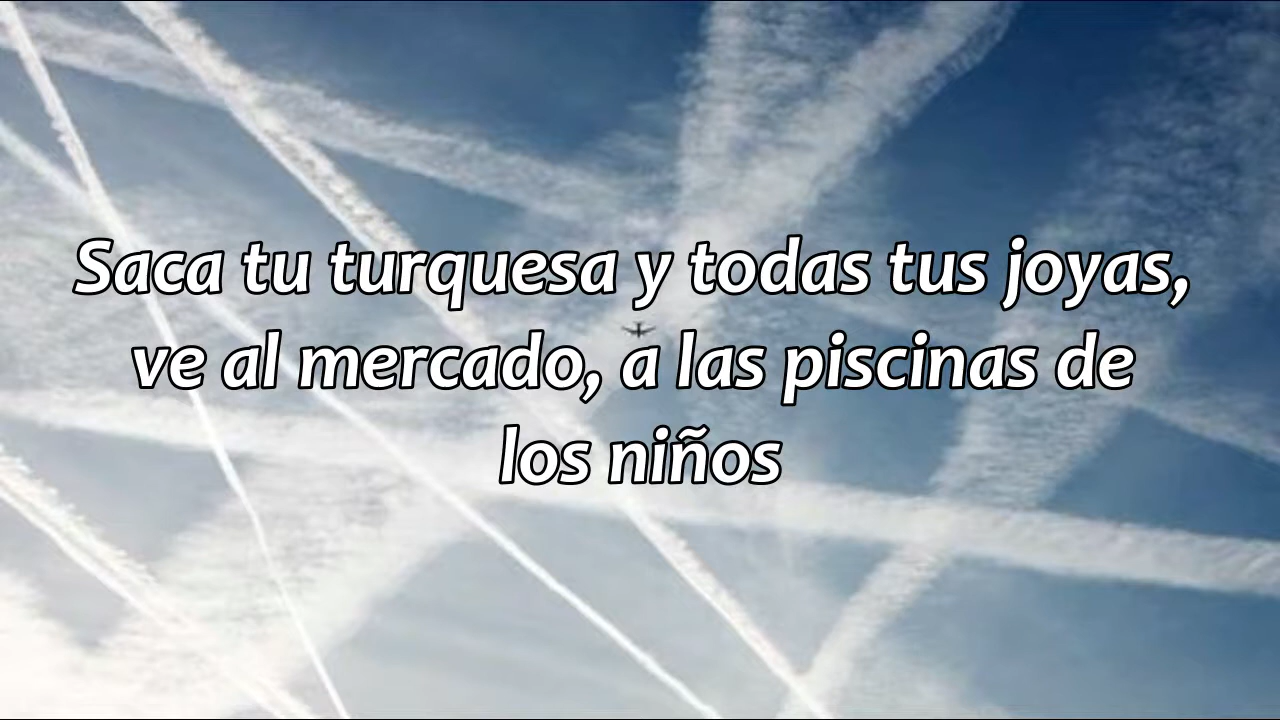 Saca tu turquesa y todas tus joyas,
ve al mercado, a las piscinas de
los niños